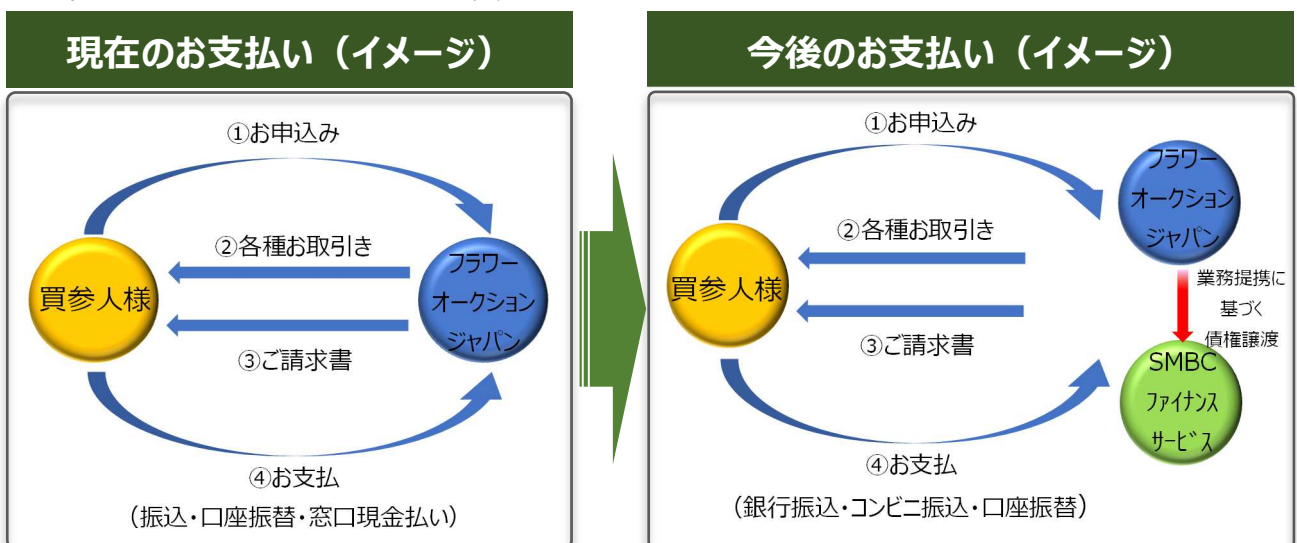 現在のお支払い（イメージ）
①お申込み
②各種お取引き
買参人様
フラワー
オークション
ジャパン
③ご請求書
④お支払
（振込・口座振替・窓口現金払い）
今後のお支払い（イメージ）
①お申込み
フラワー
オークション
ジャパン
②各種お取引き
買参人様
業務提携に
基づく
債権譲渡
③ご請求書
SMBC
ﾌｧｲﾅﾝｽ
ｻｰﾋﾞｽ
④お支払
（銀行振込・コンビニ振込・口座振替）